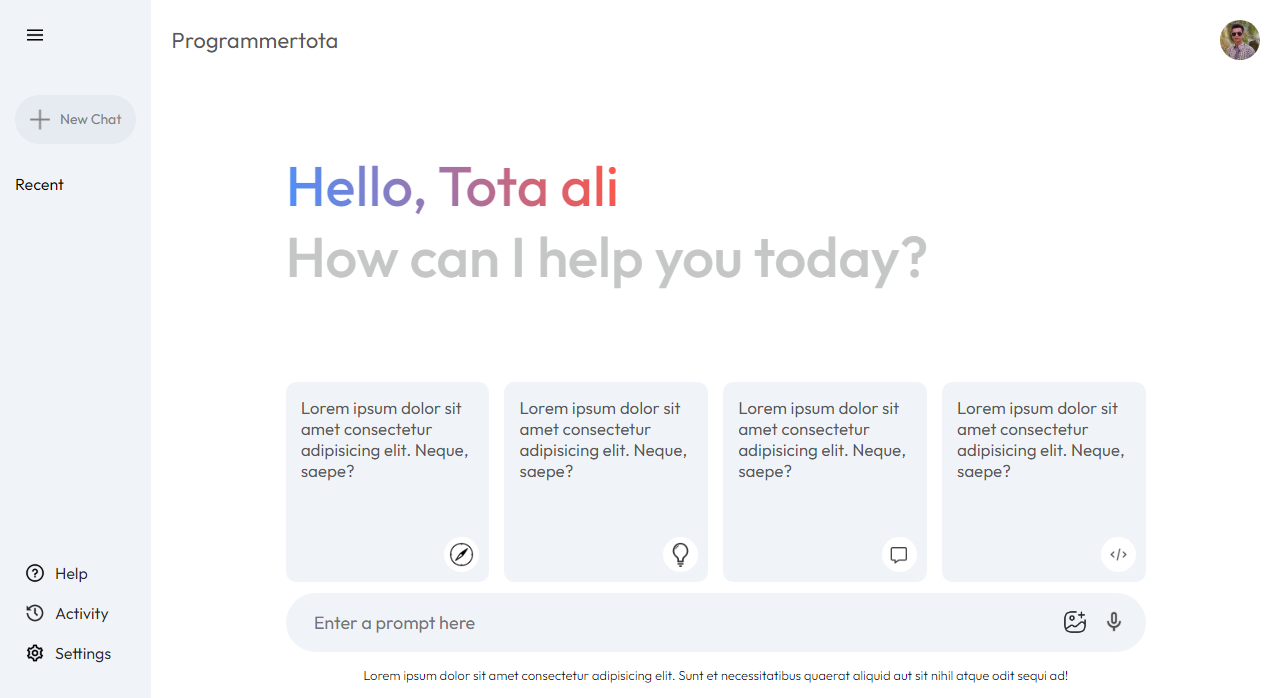 Programmertota
New Chat
Recent
Hello, Tota ali
How can I help you today?
Lorem ipsum dolor sit
amet consectetur
adipisicing elit. Neque,
saepe?
Lorem ipsum dolor sit
amet consectetur
adipisicing elit. Neque,
saepe?
Lorem ipsum dolor sit
amet consectetur
adipisicing elit. Neque,
saepe?
Lorem ipsum dolor sit
amet consectetur
adipisicing elit. Neque,
saepe?
Help
Activity
Settings
Enter a prompt here
Lorem ipsum dolor sit amet consectetur adipisicing elit. Sunt et necessitatibus quaerat aliquid aut sit nihil atque odit sequi ad!